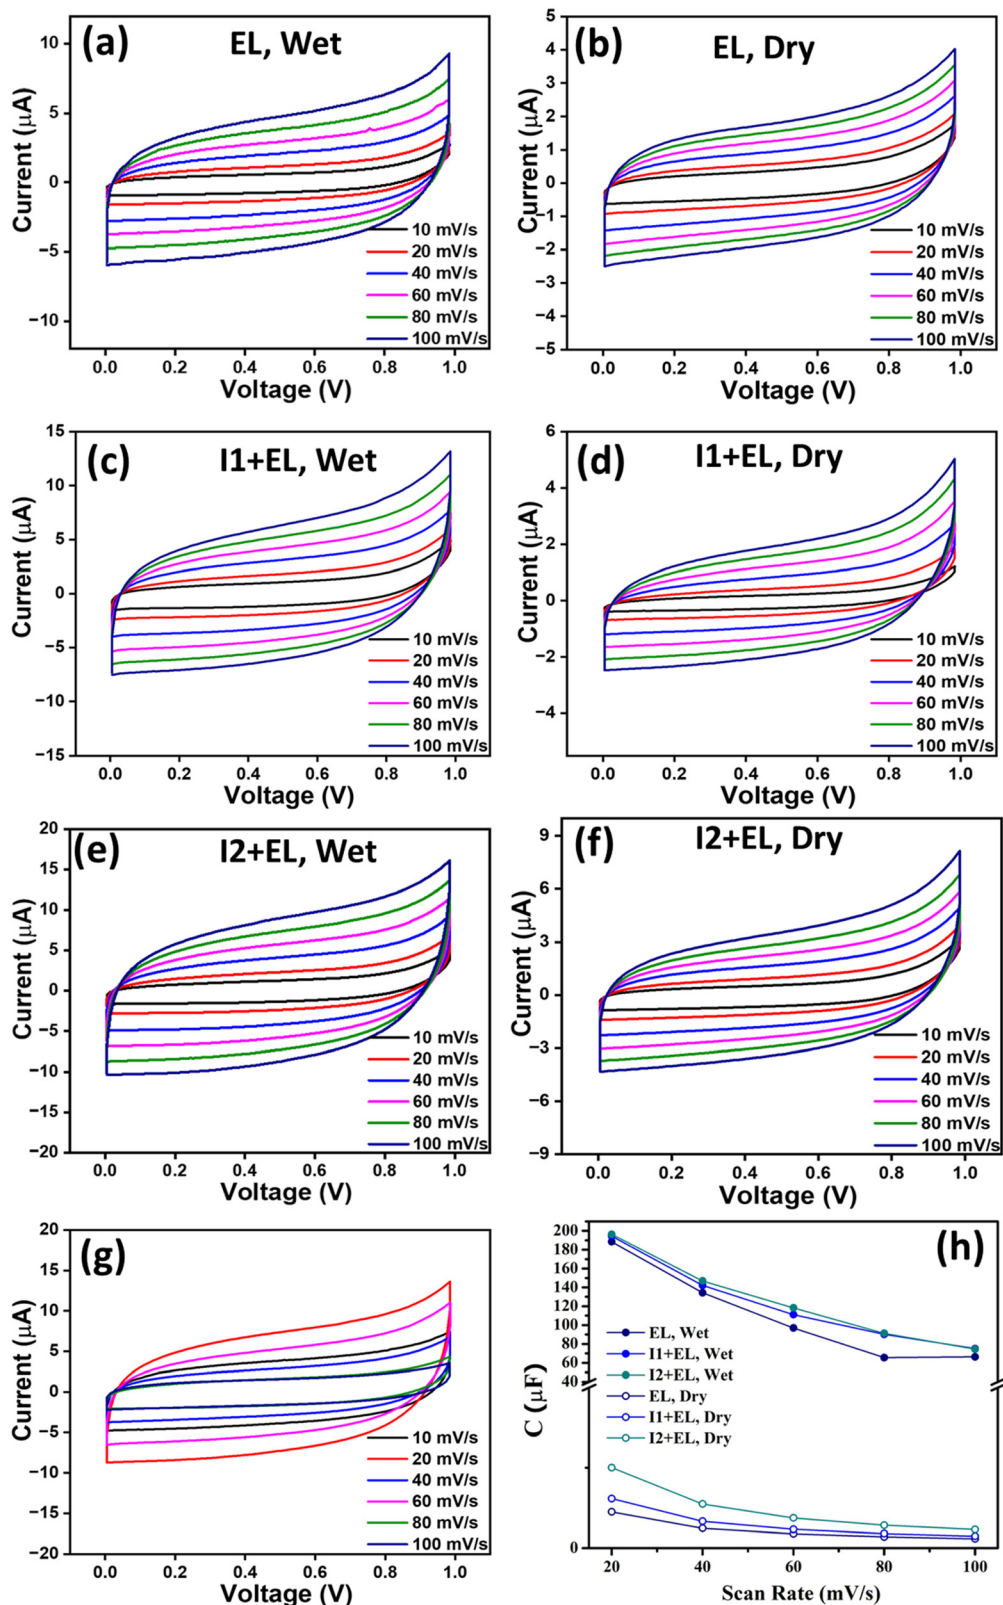 (a) EL, Wet
Current (μA)
10
5
0
−5
−10
10 mV/s
20 mV/s
40 mV/s
60 mV/s
80 mV/s
100 mV/s
0.0 0.2 0.4 0.6 0.8 1.0
Voltage (V)
(b) EL, Dry
Current (μA)
5
4
3
2
1
0
−1
−2
−3
−4
−5
10 mV/s
20 mV/s
40 mV/s
60 mV/s
80 mV/s
100 mV/s
0.0 0.2 0.4 0.6 0.8 1.0
Voltage (V)
(c) I1+EL, Wet
Current (μA)
15
10
5
0
−5
−10
−15
10 mV/s
20 mV/s
40 mV/s
60 mV/s
80 mV/s
100 mV/s
0.0 0.2 0.4 0.6 0.8 1.0
Voltage (V)
(d) I1+EL, Dry
Current (μA)
6
4
2
0
−2
−4
10 mV/s
20 mV/s
40 mV/s
60 mV/s
80 mV/s
100 mV/s
0.0 0.2 0.4 0.6 0.8 1.0
Voltage (V)
(e) I2+EL, Wet
Current (μA)
20
15
10
5
0
−5
−10
−15
−20
10 mV/s
20 mV/s
40 mV/s
60 mV/s
80 mV/s
100 mV/s
0.0 0.2 0.4 0.6 0.8 1.0
Voltage (V)
(f) I2+EL, Dry
Current (μA)
9
6
3
0
−3
−6
−9
10 mV/s
20 mV/s
40 mV/s
60 mV/s
80 mV/s
100 mV/s
0.0 0.2 0.4 0.6 0.8 1.0
Voltage (V)
(g)
Current (μA)
20
15
10
5
0
−5
−10
−15
−20
10 mV/s
20 mV/s
40 mV/s
60 mV/s
80 mV/s
100 mV/s
0.0 0.2 0.4 0.6 0.8 1.0
Voltage (V)
(h)
C (μF)
200
180
160
140
120
100
80
60
40
0
EL, Wet
I1+EL, Wet
I2+EL, Wet
EL, Dry
I1+EL, Dry
I2+EL, Dry
20 40 60 80 100
Scan Rate (mV/s)